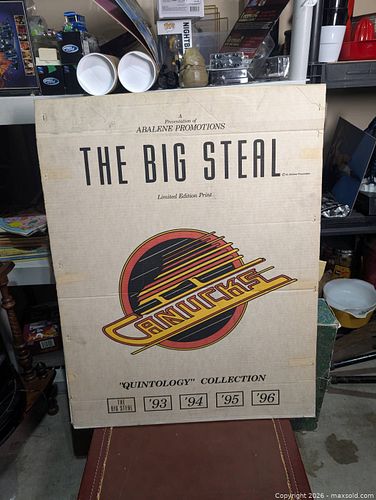 A
Presentation of
ABALENE PROMOTIONS
THE BIG STEAL
Limited Edition Print
CANUCKS
"QUINTOLOGY" COLLECTION
THE BIG STEAL '93 '94 '95 '96
Ford
NIGHT
Copyright 2026 - maxsold.com